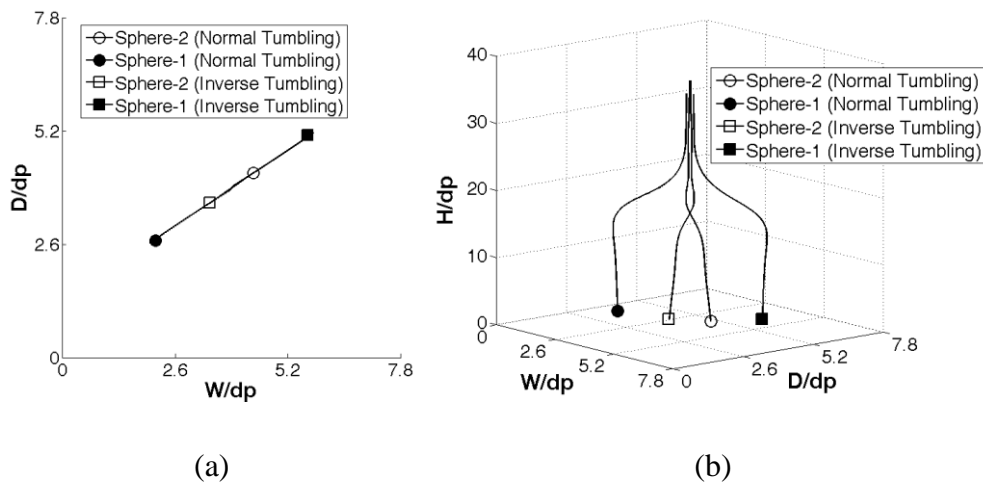 7.8
Sphere-2 (Normal Tumbling)
Sphere-1 (Normal Tumbling)
Sphere-2 (Inverse Tumbling)
Sphere-1 (Inverse Tumbling)
5.2
D/dp
2.6
0
0 2.6 5.2 7.8
W/dp
(a)
40
Sphere-2 (Normal Tumbling)
Sphere-1 (Normal Tumbling)
Sphere-2 (Inverse Tumbling)
Sphere-1 (Inverse Tumbling)
30
H/dp
20
10
0
0 2.6 5.2 7.8
W/dp
0 2.6 5.2 7.8
D/dp
(b)